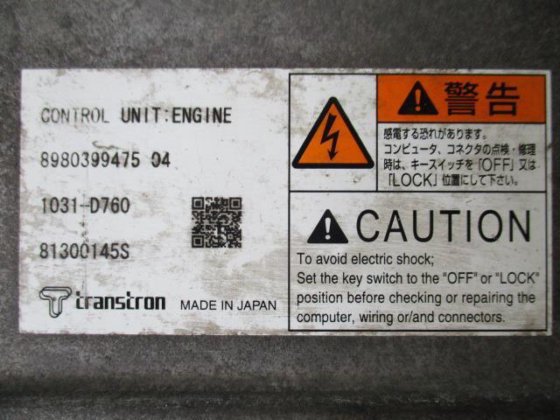 CONTROL UNIT:ENGINE
8980399475 04
1031-D760
81300145S
transtron MADE IN JAPAN
警告
感電する恐れがあります。
コンピュータ、コネクタの点検・修理
時は、キースイッチを「OFF」又は
「LOCK」位置にして下さい。
CAUTION
To avoid electric shock;
Set the key switch to the "OFF" or "LOCK"
position before checking or repairing the
computer, wiring or/and connectors.